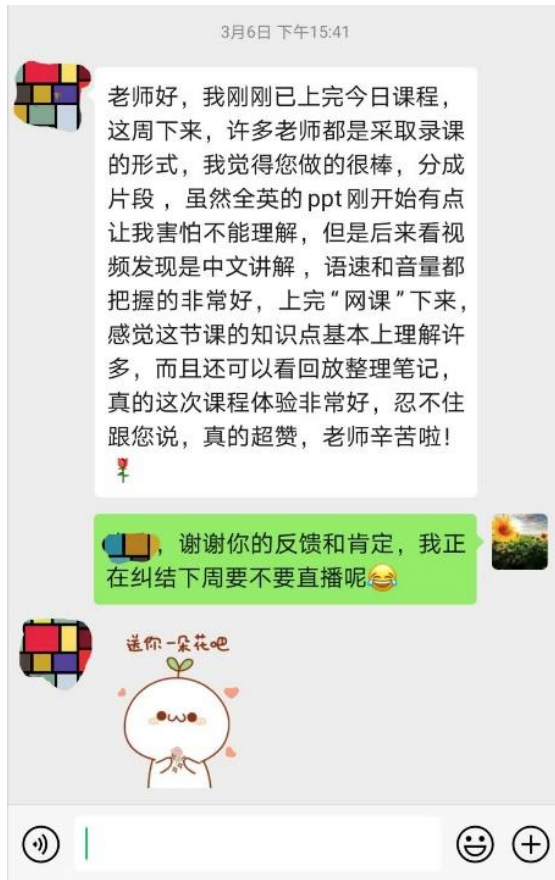 3月6日 下午15:41
老师好，我刚刚已上完今日课程，
这周下来，许多老师都是采取录课
的形式，我觉得您做的很棒，分成
片段，虽然全英的ppt刚开始有点
让我害怕不能理解，但是后来看视
频发现是中文讲解，语速和音量都
把握的非常好，上完“网课”下来，
感觉这节课的知识点基本上理解许
多，而且还可以看回放整理笔记，
真的这次课程体验非常好，忍不住
跟您说，真的超赞，老师辛苦啦！
🌹
，谢谢你的反馈和肯定，我正
在纠结下周要不要直播呢😂
送你一朵花吧